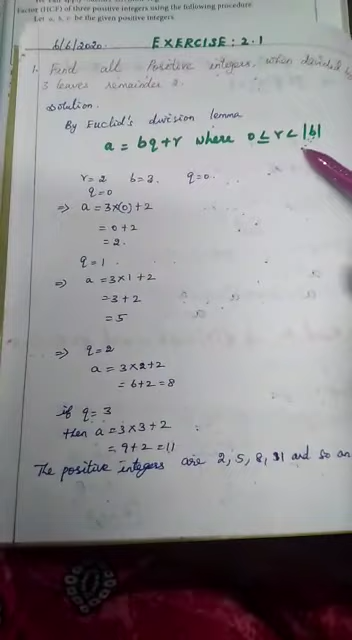 Factor (HCF) of three positive integers using the following procedure
Let a, b, c be the given positive integers
6/6/2020. EXERCISE: 2.1
1. Find all Positive integers, when divided by
3 leaves remainder 2.
solution.
By Euclid's division lemma
a = bq+r where 0 ≤ r < |b|
r=2 b=3. q=0.
q=0
⇒ a=3×(0)+2
= 0+2
= 2.
q=1.
⇒ a=3×1+2
=3+2
=5
⇒ q=2
a = 3×2+2
= 6+2=8
if q=3
then a=3×3+2
= 9+2=11
The positive integers are 2, 5, 8, 11 and so on